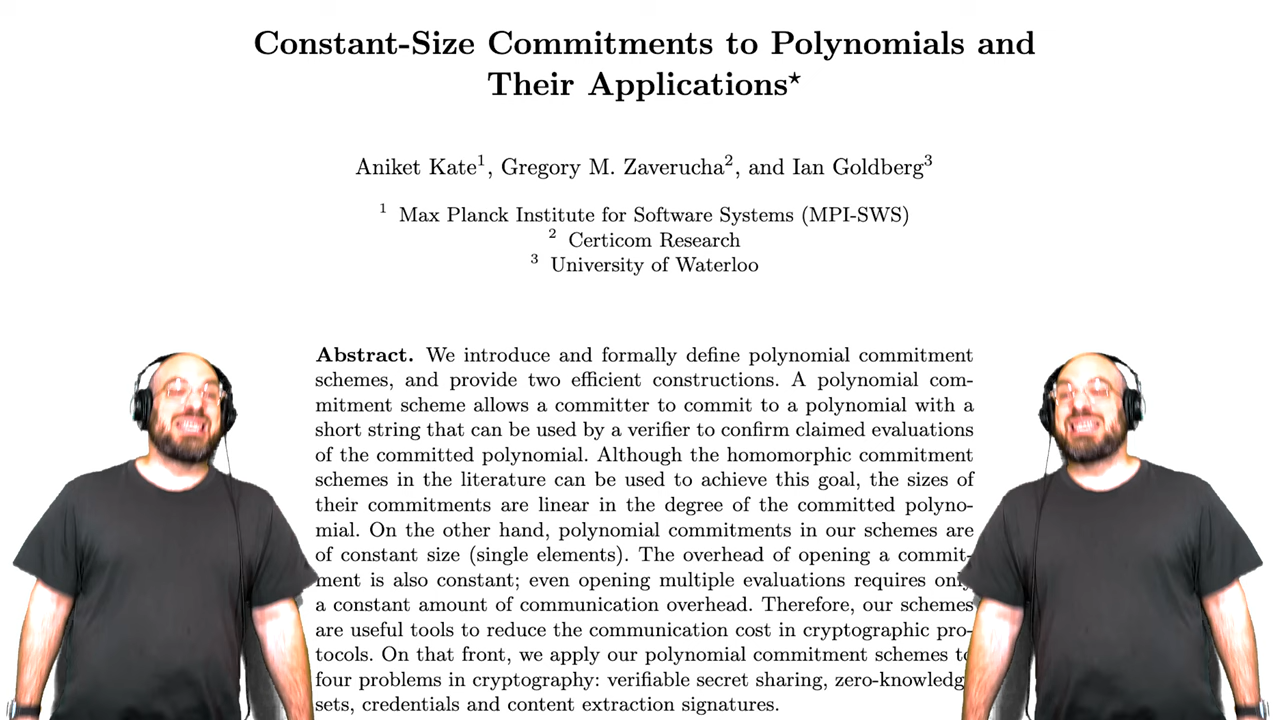 Constant-Size Commitments to Polynomials and
Their Applications⋆
Aniket Kate¹, Gregory M. Zaverucha², and Ian Goldberg³
¹ Max Planck Institute for Software Systems (MPI-SWS)
² Certicom Research
³ University of Waterloo
Abstract. We introduce and formally define polynomial commitment
schemes, and provide two efficient constructions. A polynomial com-
mitment scheme allows a committer to commit to a polynomial with a
short string that can be used by a verifier to confirm claimed evaluations
of the committed polynomial. Although the homomorphic commitment
schemes in the literature can be used to achieve this goal, the sizes of
their commitments are linear in the degree of the committed polyno-
mial. On the other hand, polynomial commitments in our schemes are
of constant size (single elements). The overhead of opening a commit-
ment is also constant; even opening multiple evaluations requires only
a constant amount of communication overhead. Therefore, our schemes
are useful tools to reduce the communication cost in cryptographic pro-
tocols. On that front, we apply our polynomial commitment schemes to
four problems in cryptography: verifiable secret sharing, zero-knowledge
sets, credentials and content extraction signatures.